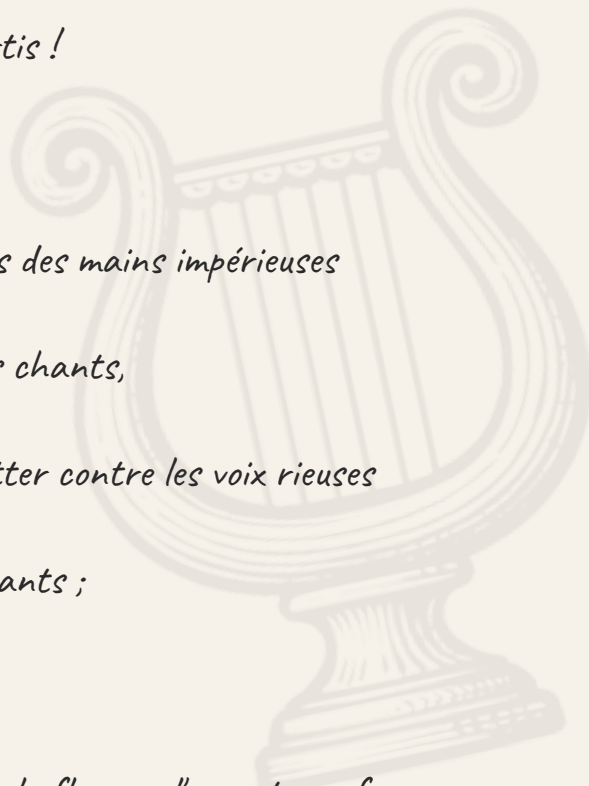 tis !
s des mains impérieuses
chants,
tter contre les voix rieuses
ants ;